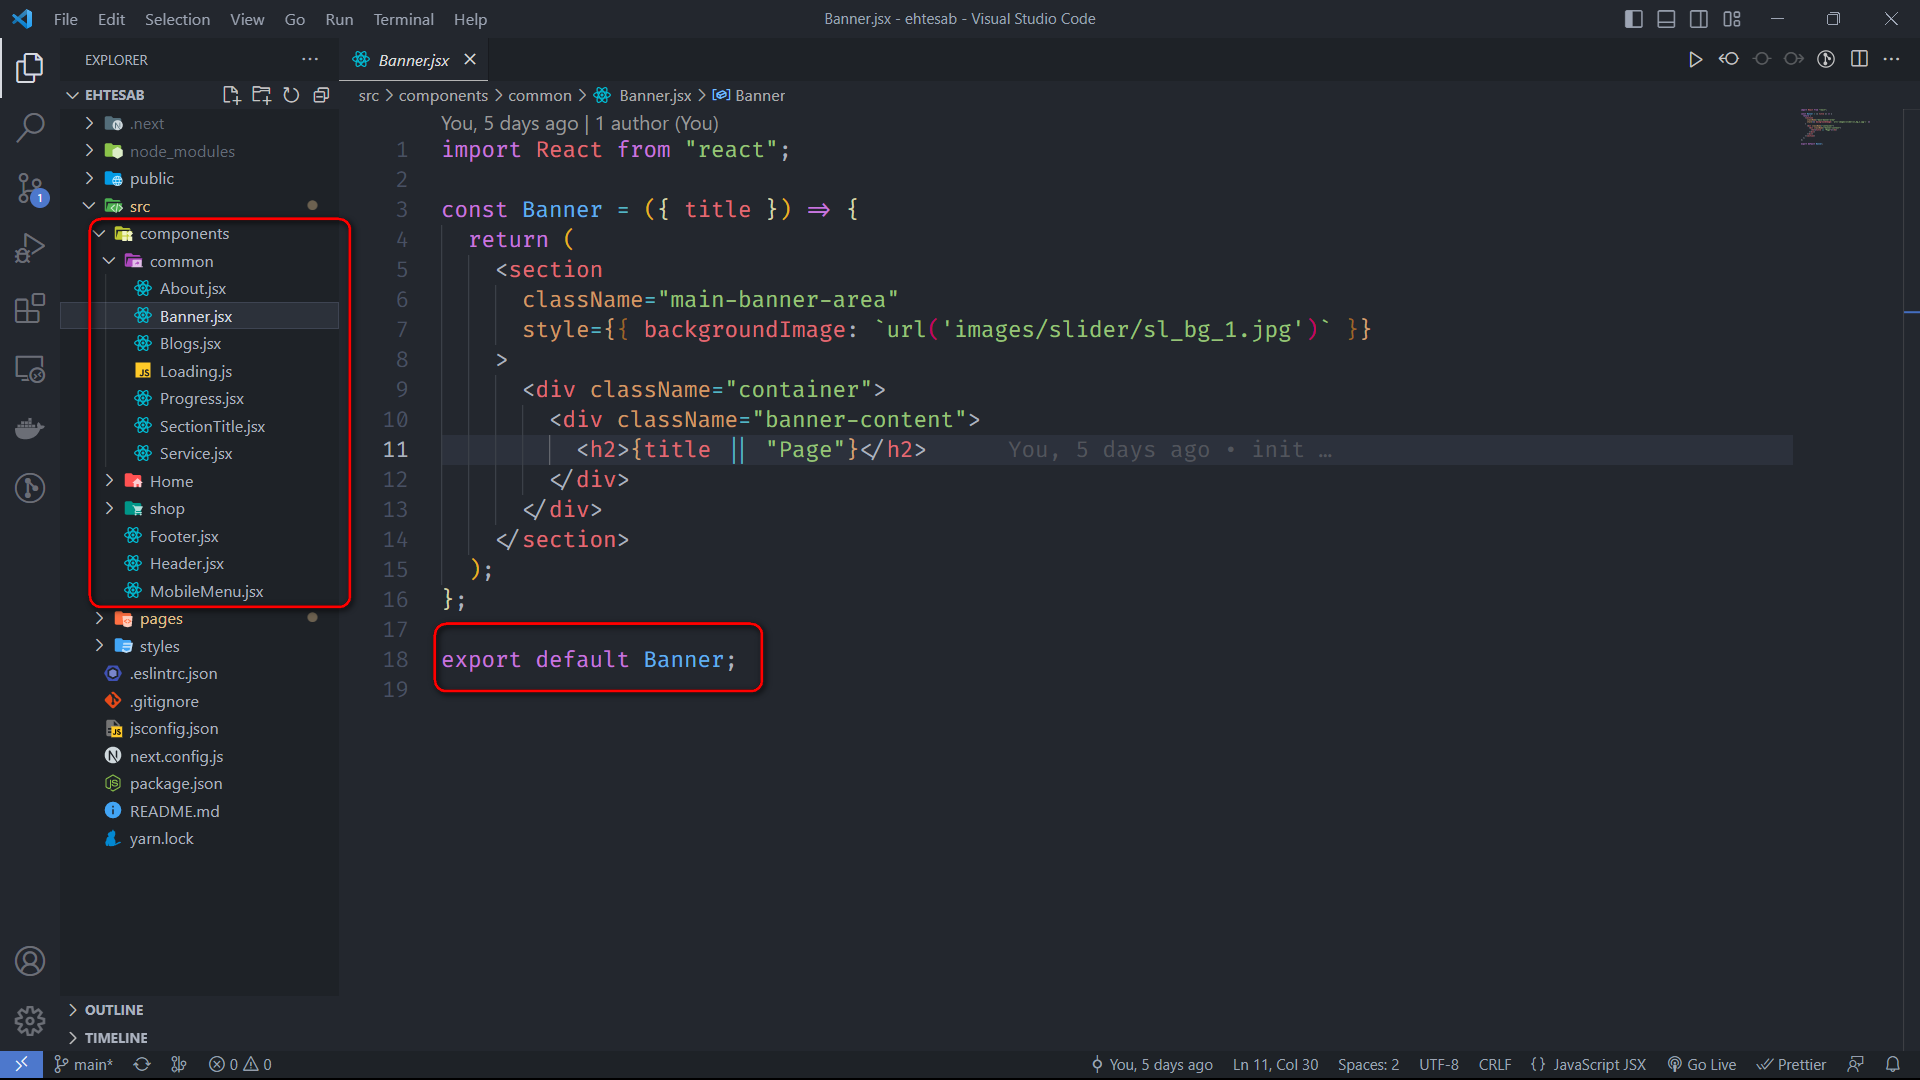 File Edit Selection View Go Run Terminal Help
Banner.jsx - ehtesab - Visual Studio Code
EXPLORER
Banner.jsx
EHTESAB
.next
node_modules
public
src
components
common
About.jsx
Banner.jsx
Blogs.jsx
JS Loading.js
Progress.jsx
SectionTitle.jsx
Service.jsx
Home
shop
Footer.jsx
Header.jsx
MobileMenu.jsx
pages
styles
.eslintrc.json
.gitignore
jsconfig.json
next.config.js
package.json
README.md
yarn.lock
OUTLINE
TIMELINE
1
src > components > common > Banner.jsx > Banner
You, 5 days ago | 1 author (You)
1 import React from "react";
2
3 const Banner = ({ title }) => {
4 return (
5 <section
6 className="main-banner-area"
7 style={{ backgroundImage: `url('images/slider/sl_bg_1.jpg')` }}
8 >
9 <div className="container">
10 <div className="banner-content">
11 <h2>{title || "Page"}</h2> You, 5 days ago • init …
12 </div>
13 </div>
14 </section>
15 );
16 };
17
18 export default Banner;
19
main* 0 0
You, 5 days ago Ln 11, Col 30 Spaces: 2 UTF-8 CRLF {} JavaScript JSX Go Live Prettier